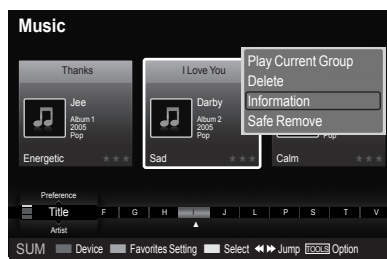 Music
Thanks
I Love You
Play Current Group
Delete
Information
Safe Remove
Jee
Album 1
2005
Pop
Darby
Album 2
2005
Pop
Pop
Energetic
Sad
Calm
Preference
Title F G H I J L P S T V
Artist
SUM Device Favorites Setting Select Jump TOOLS Option